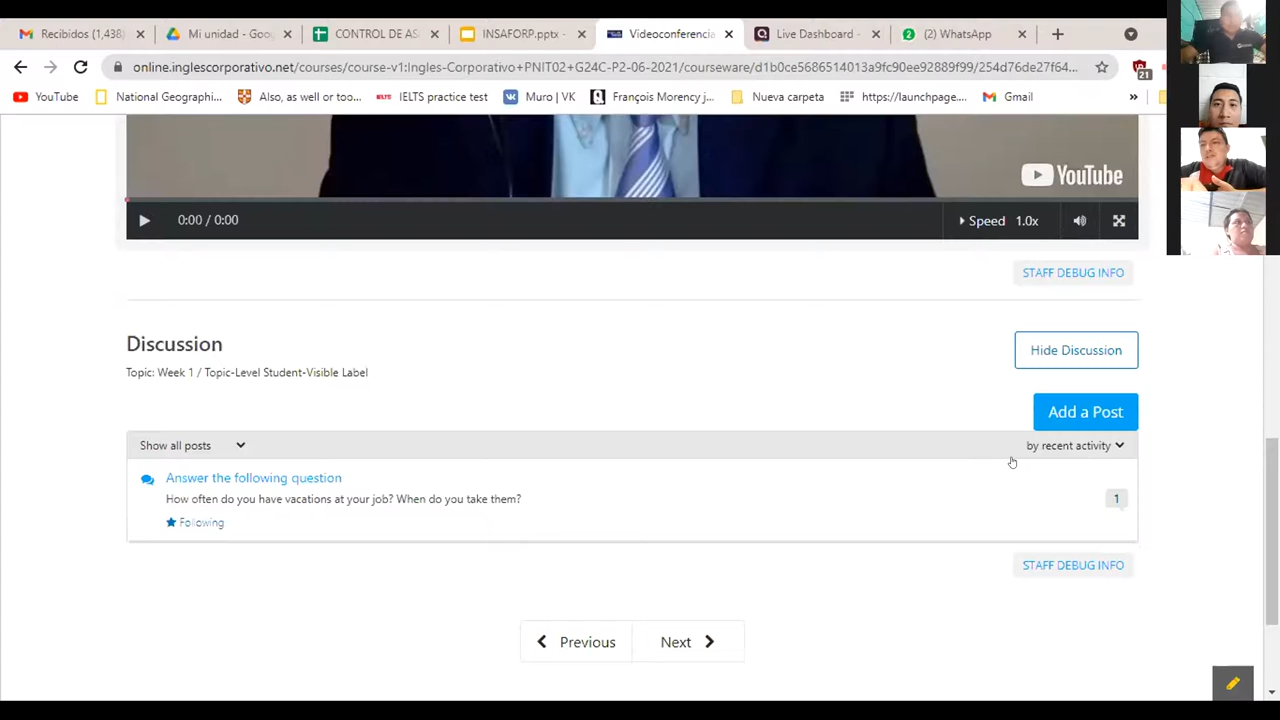 Recibidos (1,438)
Mi unidad - Goo
CONTROL DE AS
INSAFORP.pptx -
Videoconferencia
Live Dashboard -
(2) WhatsApp
online.inglescorporativo.net/courses/course-v1:Ingles-Corporativo+PNIT02+G24C-P2-06-2021/courseware/d1b0ce5686514013a9fc90ee92b9f99/254d76de27f64...
21
YouTube
National Geographi...
Also, as well or too...
IELTS
IELTS practice test
Muro | VK
François Morency j...
Nueva carpeta
https://launchpage....
Gmail
»
YouTube
0:00 / 0:00
Speed 1.0x
STAFF DEBUG INFO
Discussion
Hide Discussion
Topic: Week 1 / Topic-Level Student-Visible Label
Add a Post
Show all posts
by recent activity
Answer the following question
How often do you have vacations at your job? When do you take them?
1
Following
STAFF DEBUG INFO
Previous
Next